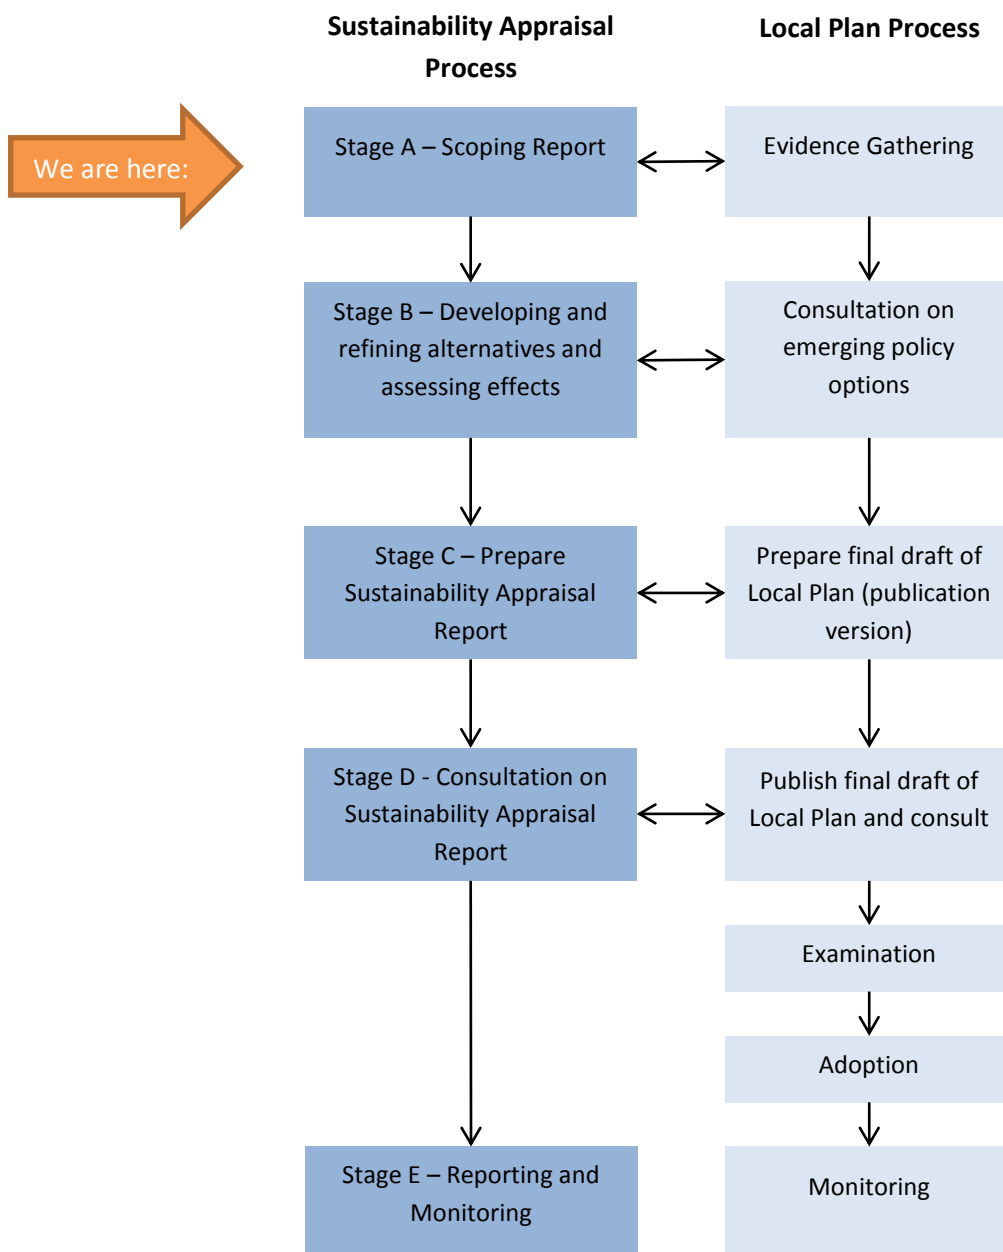 Sustainability Appraisal
Process
Local Plan Process
We are here:
Stage A – Scoping Report
Evidence Gathering
Stage B – Developing and
refining alternatives and
assessing effects
Consultation on
emerging policy
options
Stage C – Prepare
Sustainability Appraisal
Report
Prepare final draft of
Local Plan (publication
version)
Stage D - Consultation on
Sustainability Appraisal
Report
Publish final draft of
Local Plan and consult
Examination
Adoption
Stage E – Reporting and
Monitoring
Monitoring